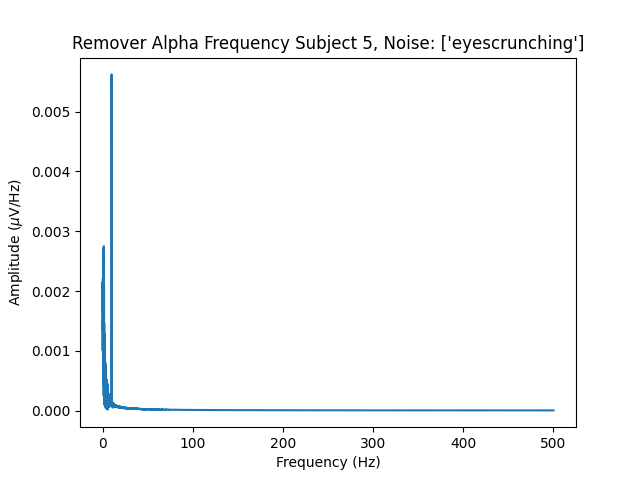 Remover Alpha Frequency Subject 5, Noise: ['eyescrunching']
Amplitude (μV/Hz)
0.005
0.004
0.003
0.002
0.001
0.000
0 100 200 300 400 500
Frequency (Hz)